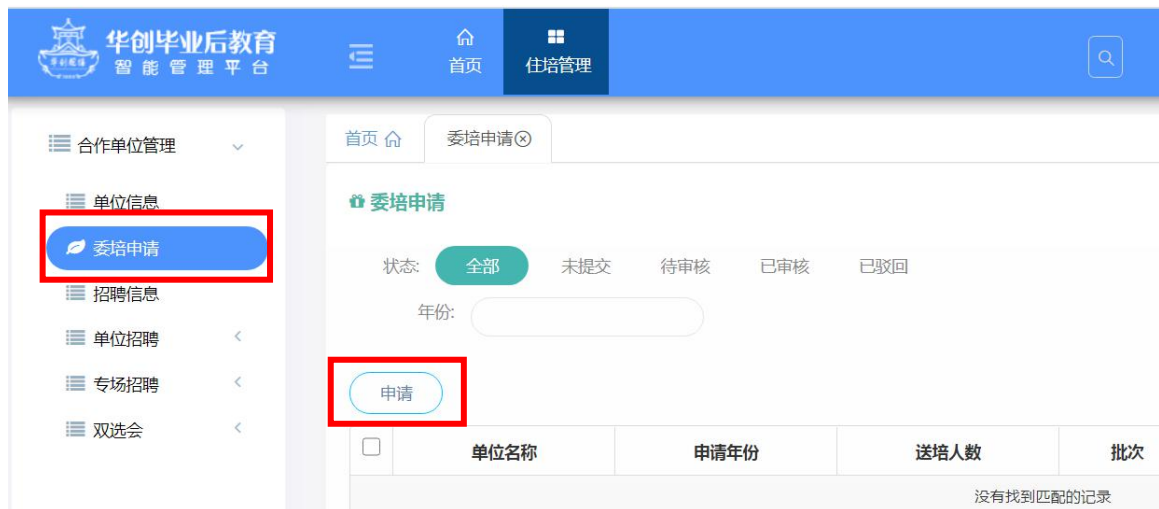 华创毕业后教育
智能管理平台
首页
住培管理
合作单位管理
单位信息
委培申请
招聘信息
单位招聘
专场招聘
双选会
首页 委培申请
委培申请
状态: 全部 未提交 待审核 已审核 已驳回
年份:
申请
单位名称 申请年份 送培人数 批次
没有找到匹配的记录